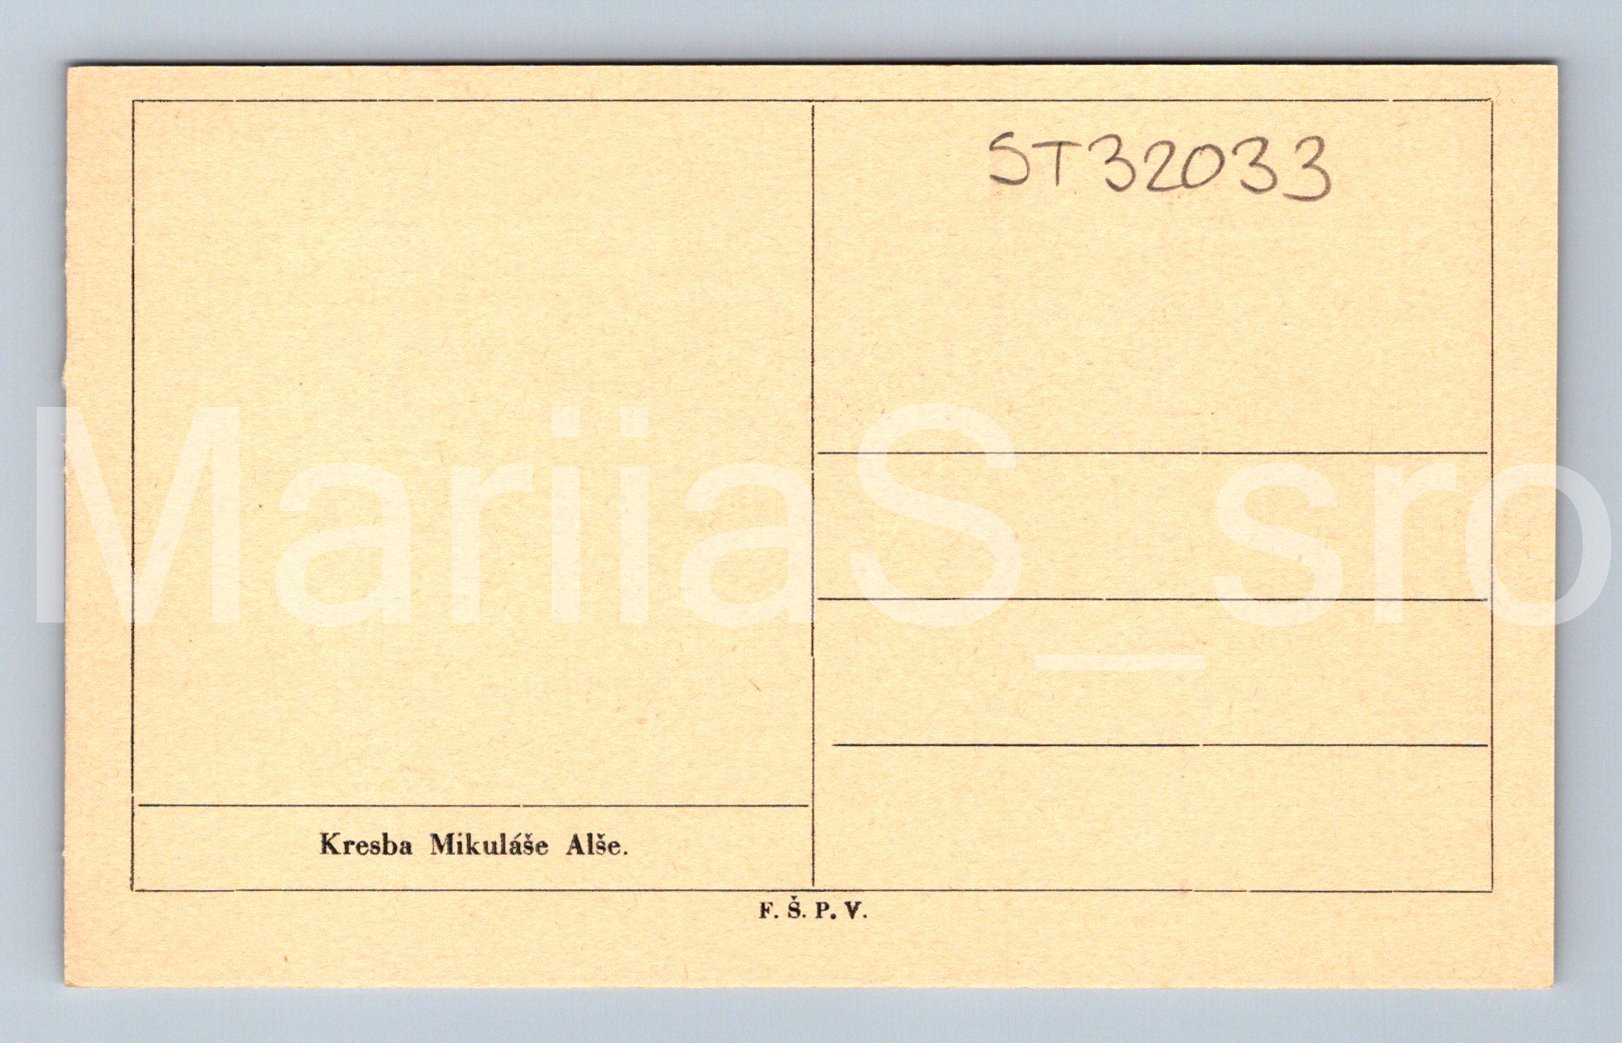 ST32033
MariiaS_sro
Kresba Mikuláše Alše.
F. Š. P. V.